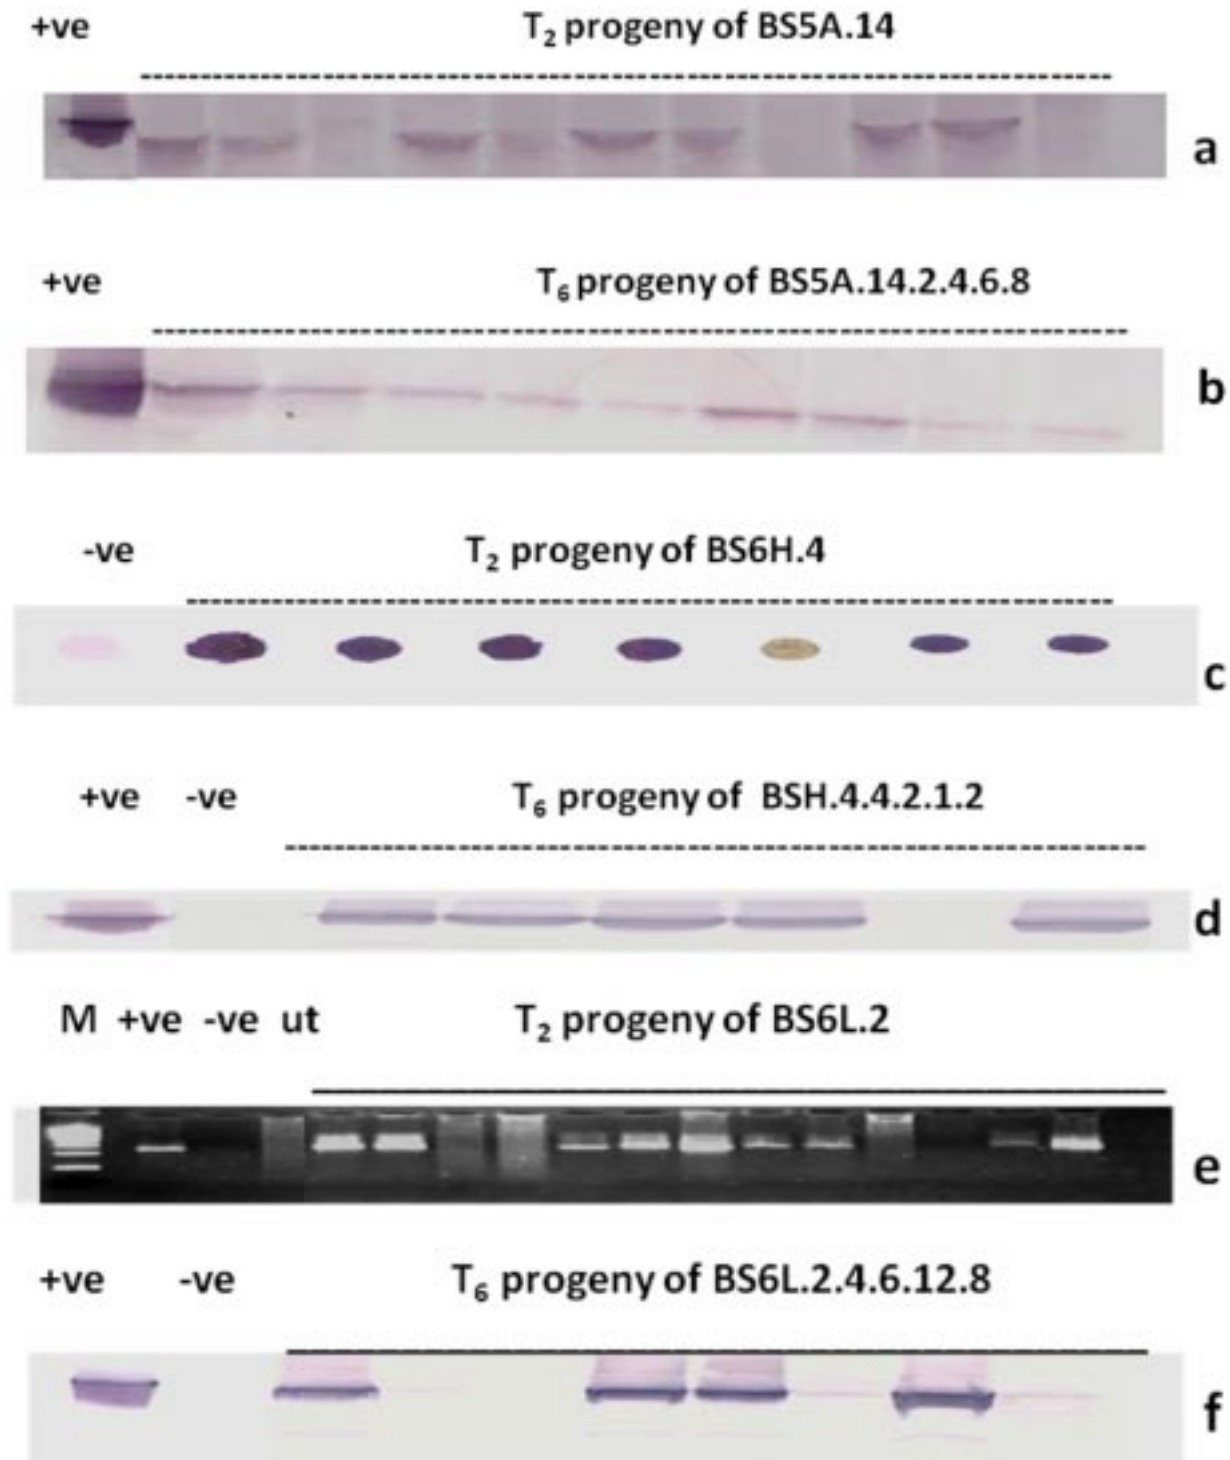 +ve T₂ progeny of BS5A.14
a
+ve T₆ progeny of BS5A.14.2.4.6.8
b
-ve T₂ progeny of BS6H.4
c
+ve -ve T₆ progeny of BSH.4.4.2.1.2
d
M +ve -ve ut T₂ progeny of BS6L.2
e
+ve -ve T₆ progeny of BS6L.2.4.6.12.8
f